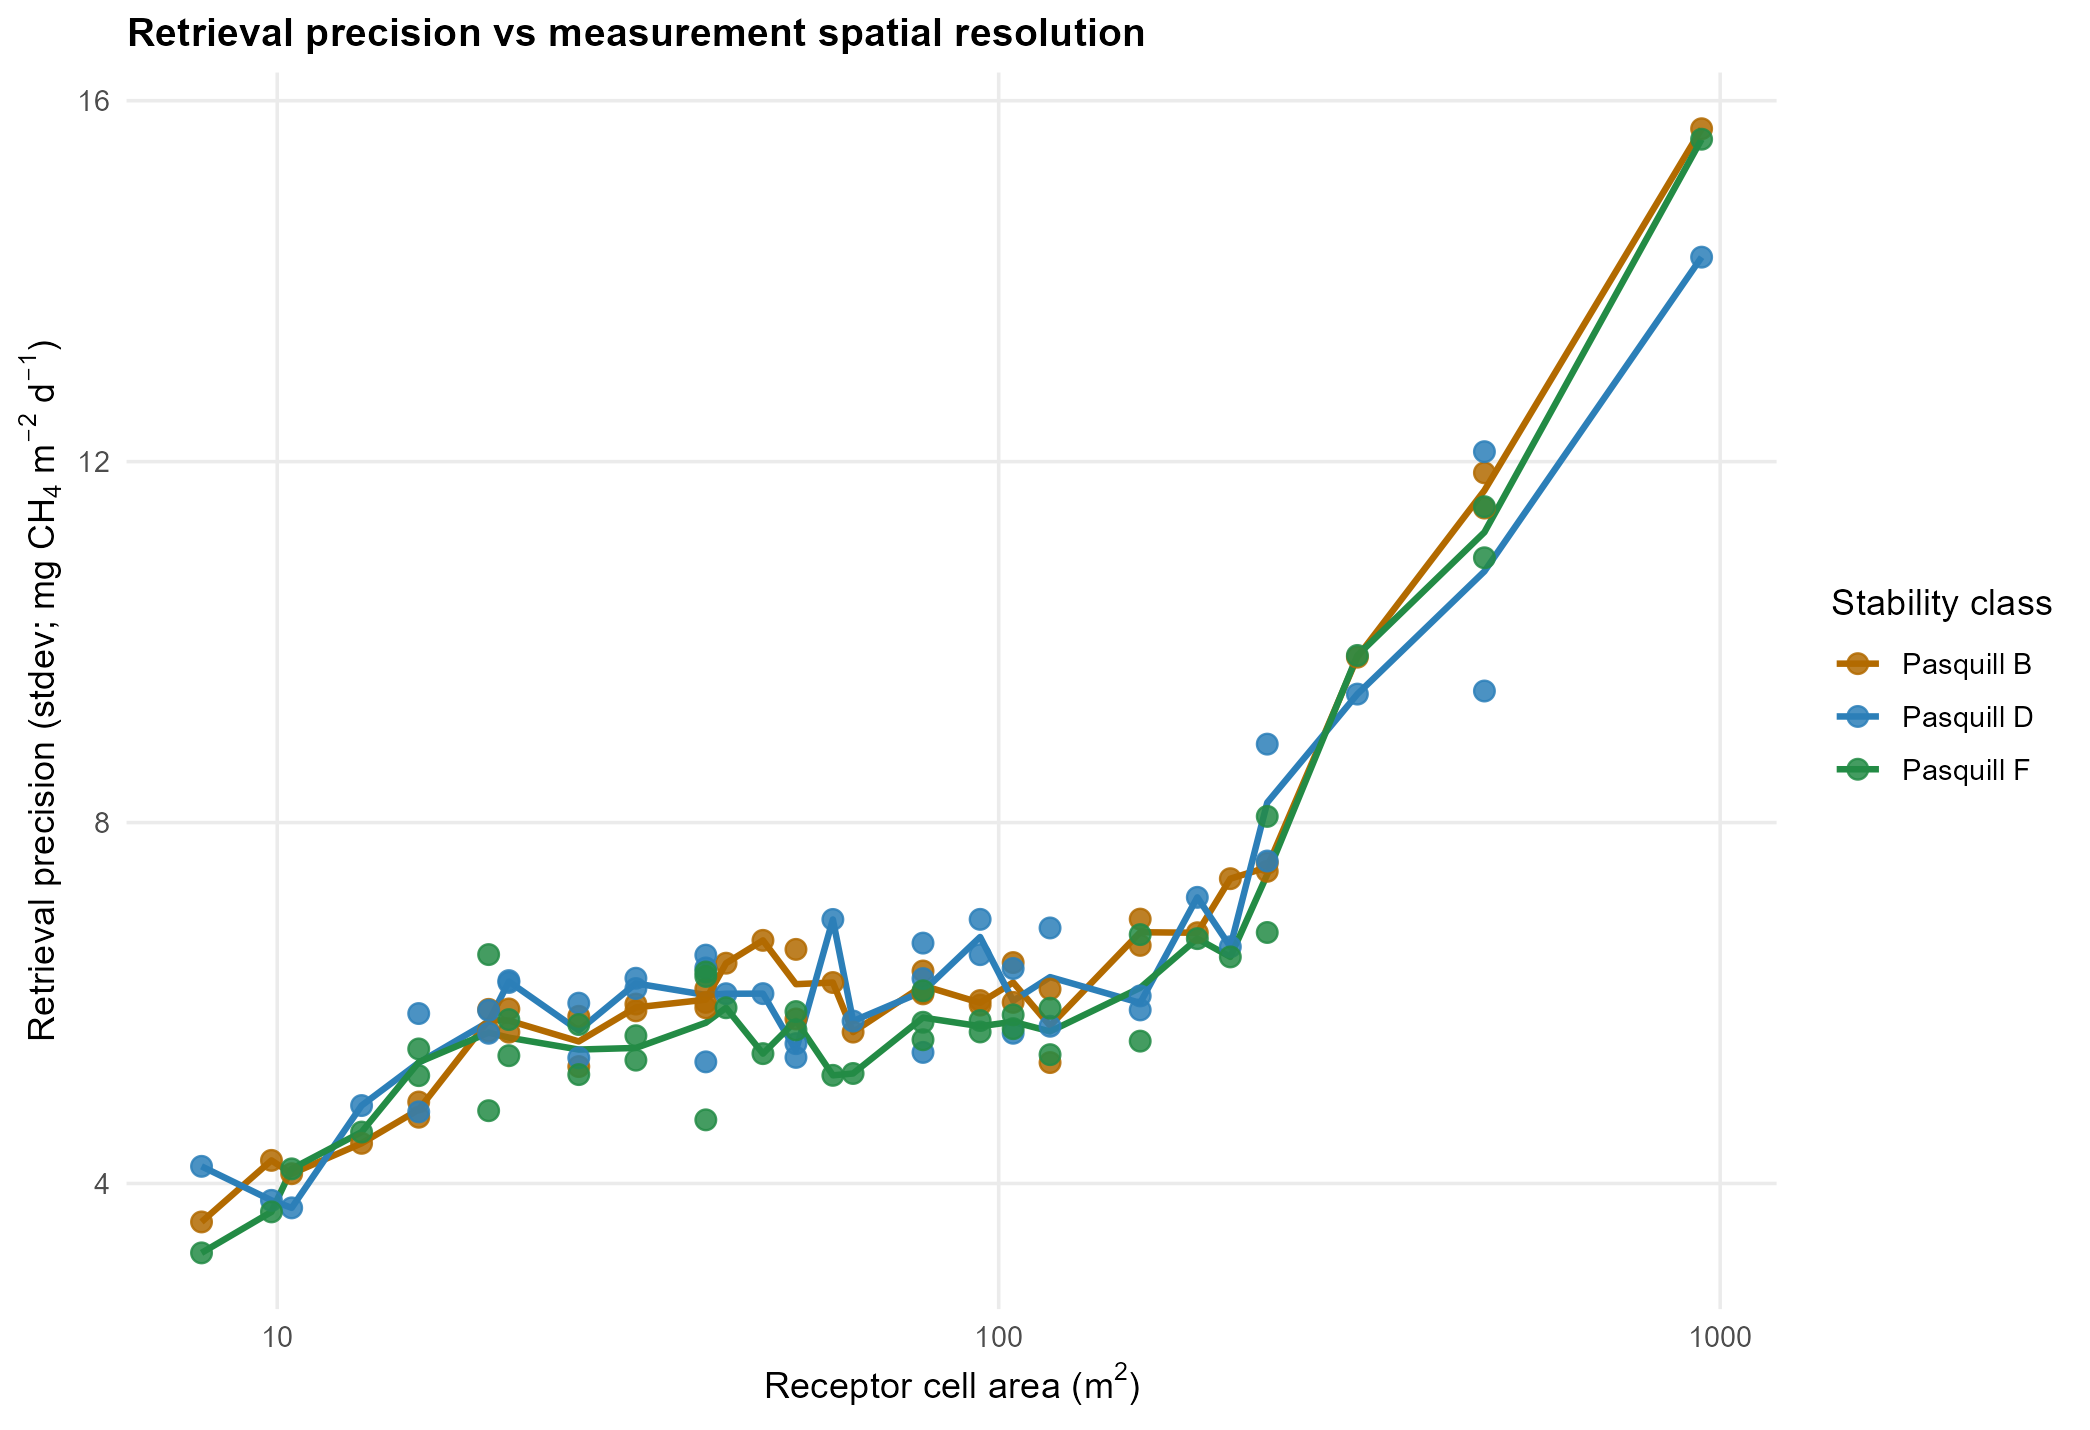 Retrieval precision vs measurement spatial resolution
Retrieval precision (stdev; mg CH₄ m⁻² d⁻¹)
16
12
8
4
10
100
1000
Receptor cell area (m²)
Stability class
Pasquill B
Pasquill D
Pasquill F